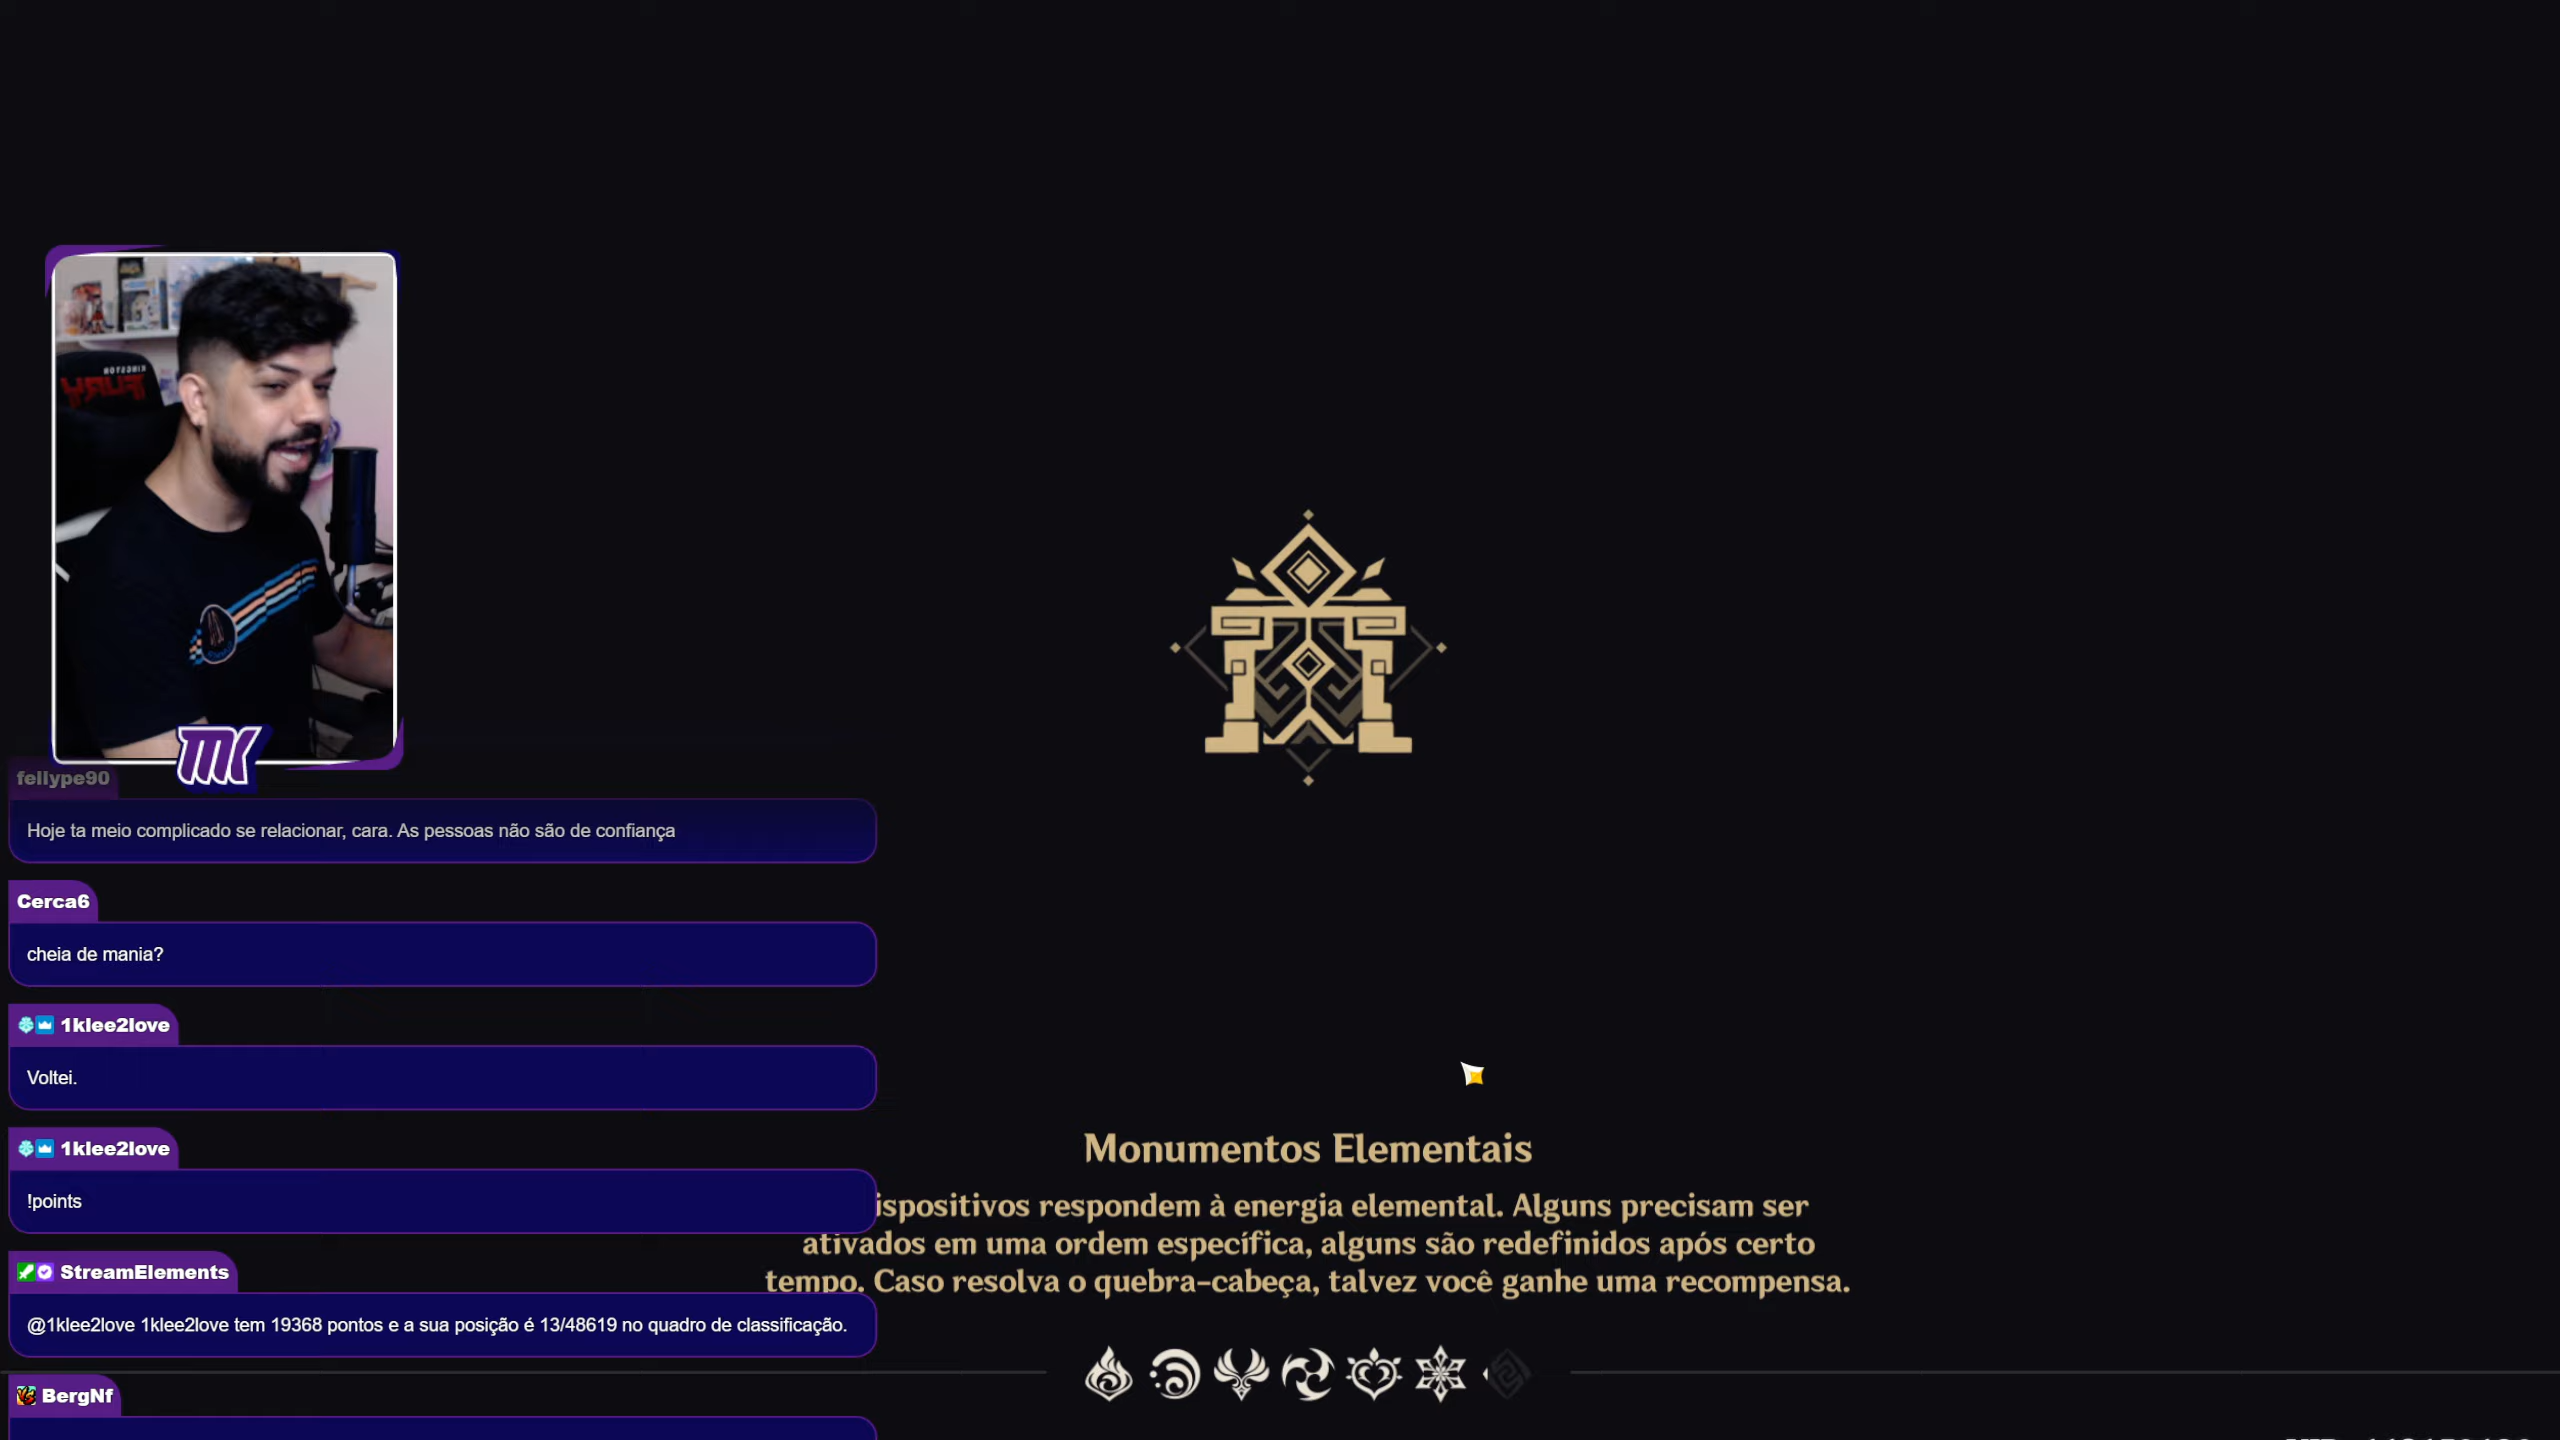 KINGSTON
FURY
fellype90
Hoje ta meio complicado se relacionar, cara. As pessoas não são de confiança
Cerca6
cheia de mania?
1klee2love
Voltei.
1klee2love
!points
StreamElements
@1klee2love 1klee2love tem 19368 pontos e a sua posição é 13/48619 no quadro de classificação.
BergNf
Monumentos Elementais
ispositivos respondem à energia elemental. Alguns precisam ser
ativados em uma ordem específica, alguns são redefinidos após certo
tempo. Caso resolva o quebra-cabeça, talvez você ganhe uma recompensa.